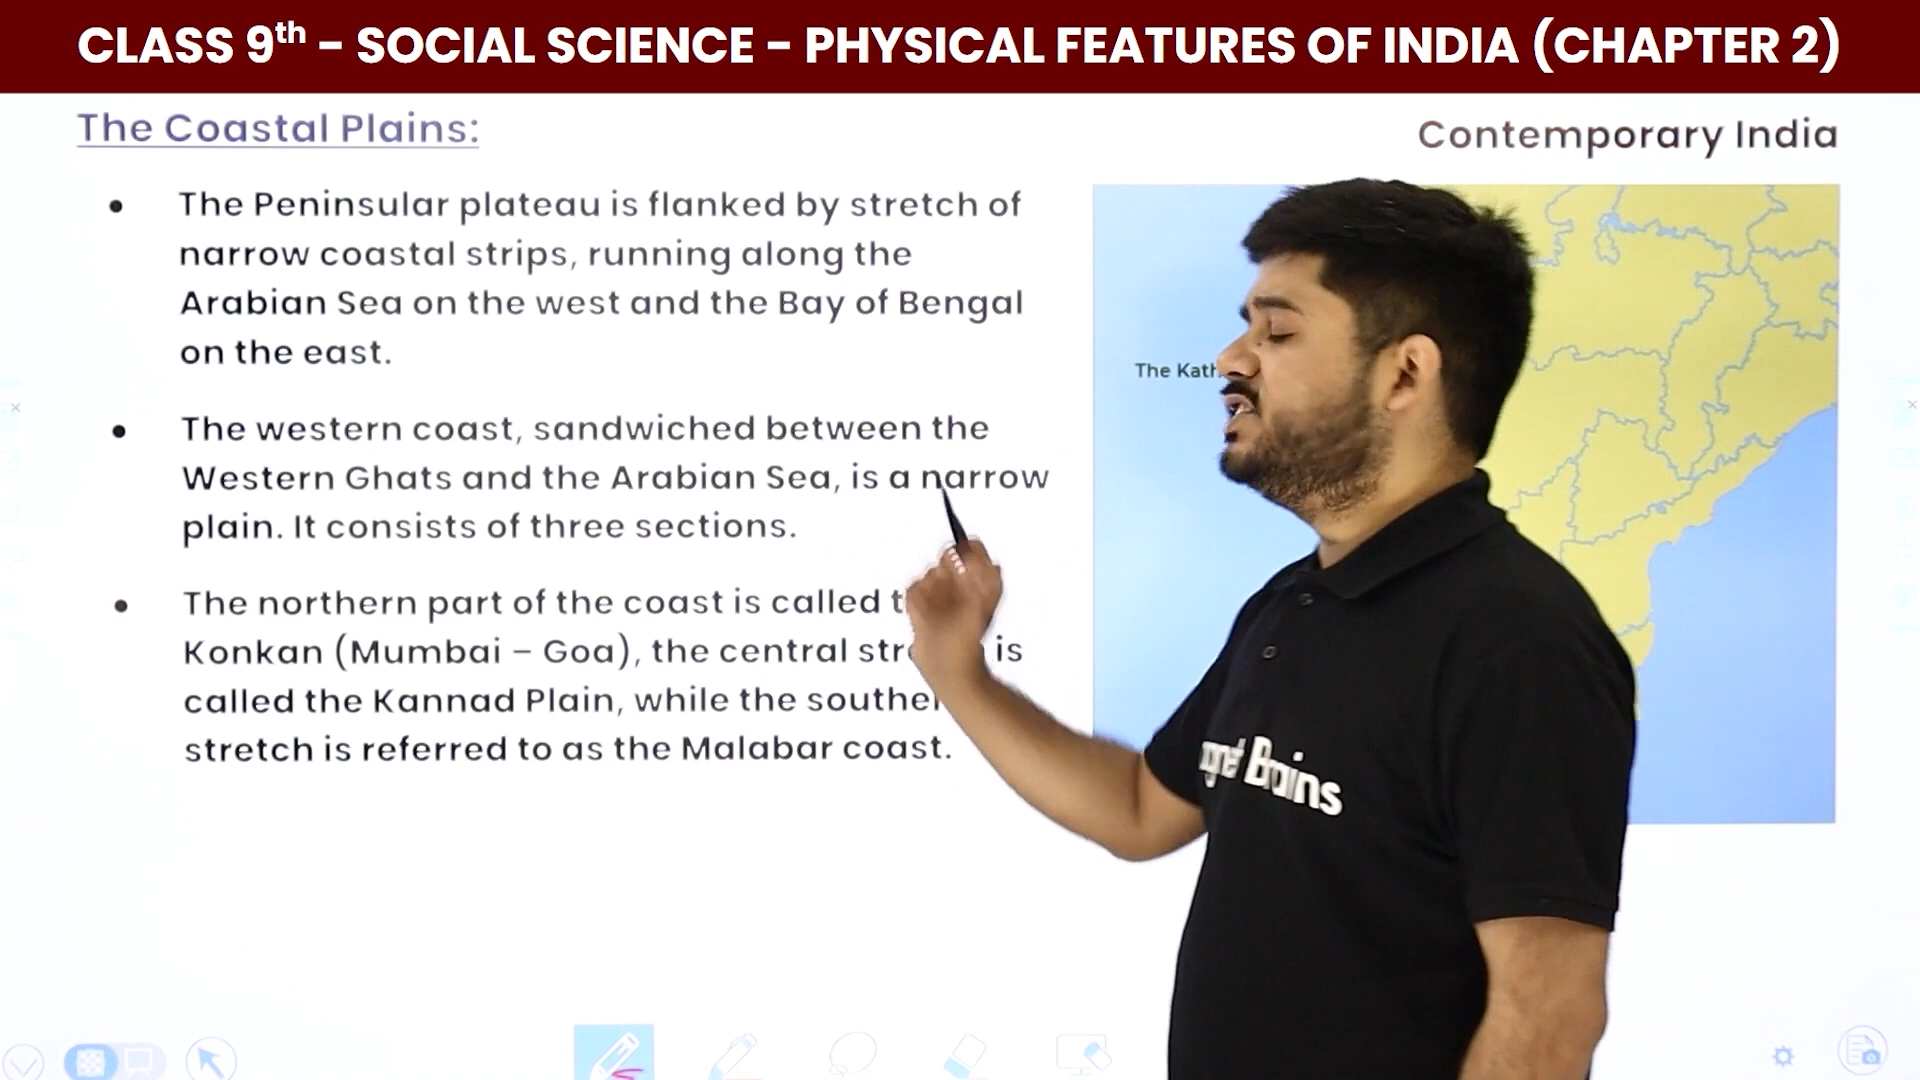 CLASS 9th – SOCIAL SCIENCE – PHYSICAL FEATURES OF INDIA (CHAPTER 2)
The Coastal Plains:
Contemporary India
• The Peninsular plateau is flanked by stretch of
narrow coastal strips, running along the
Arabian Sea on the west and the Bay of Bengal
on the east.
• The western coast, sandwiched between the
Western Ghats and the Arabian Sea, is a narrow
plain. It consists of three sections.
• The northern part of the coast is called
Konkan (Mumbai – Goa), the central is
called the Kannad Plain, while the
stretch is referred to as the Malabar coast.
The
Brains